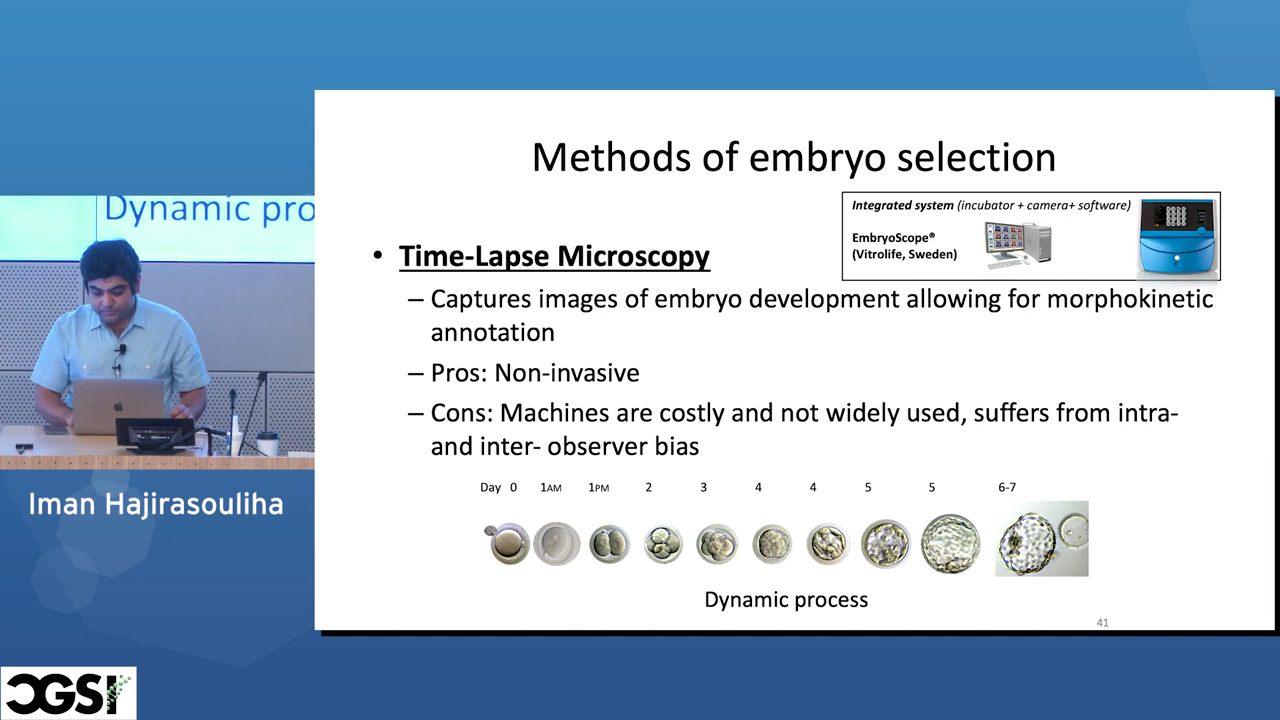 Methods of embryo selection
Integrated system (incubator + camera+ software)
EmbryoScope®
(Vitrolife, Sweden)
• Time-Lapse Microscopy
– Captures images of embryo development allowing for morphokinetic
annotation
– Pros: Non-invasive
– Cons: Machines are costly and not widely used, suffers from intra-
and inter- observer bias
Day 0 1AM 1PM 2 3 4 4 5 5 6-7
Dynamic process
41
Dynamic pro
Iman Hajirasouliha
CGSI